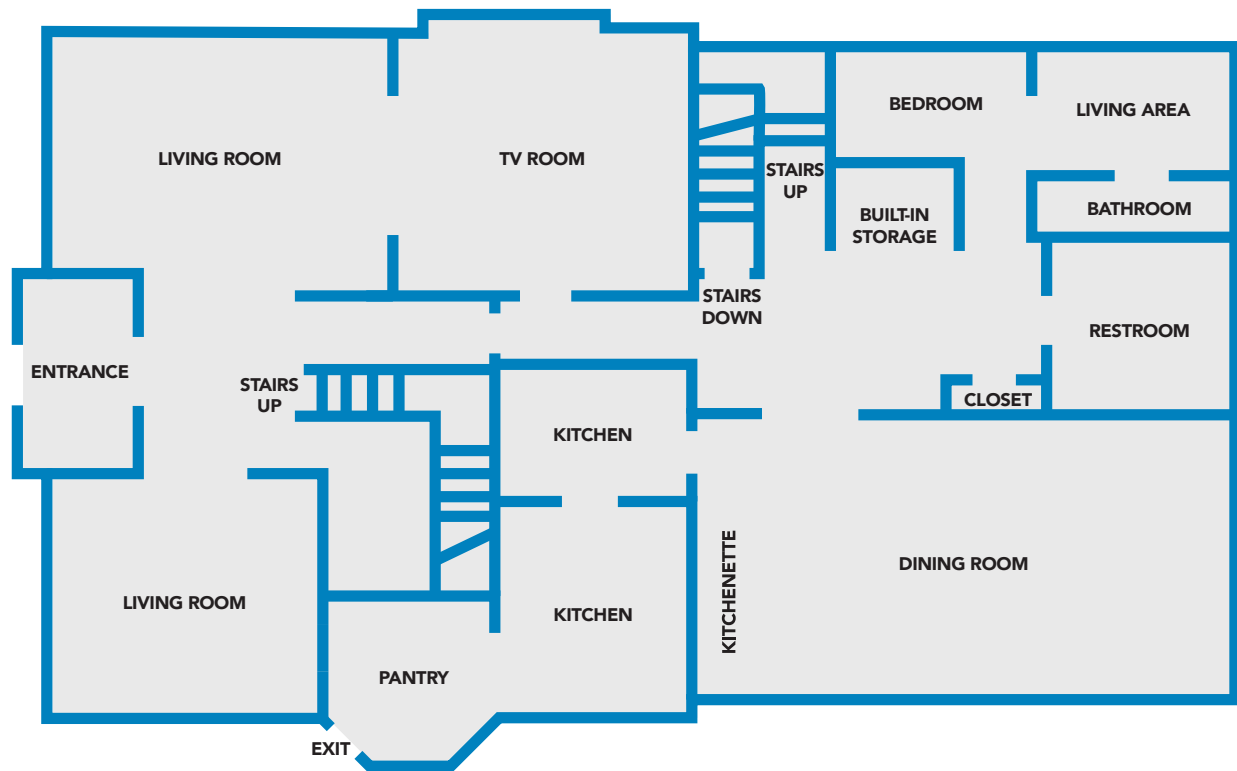 BEDROOM
LIVING AREA
LIVING ROOM
TV ROOM
STAIRS
UP
BUILT-IN
STORAGE
BATHROOM
STAIRS
DOWN
RESTROOM
ENTRANCE
STAIRS
UP
CLOSET
KITCHEN
KITCHENETTE
DINING ROOM
LIVING ROOM
KITCHEN
PANTRY
EXIT